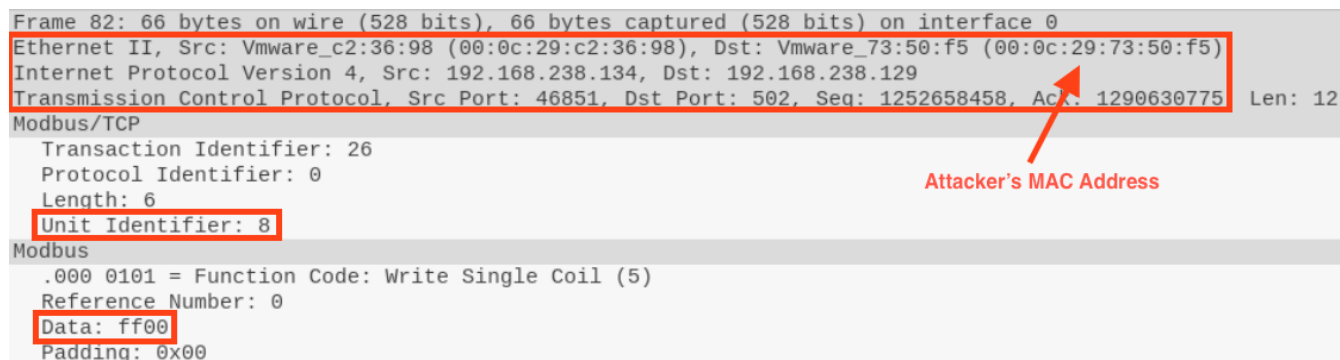 Frame 82: 66 bytes on wire (528 bits), 66 bytes captured (528 bits) on interface 0
Ethernet II, Src: Vmware_c2:36:98 (00:0c:29:c2:36:98), Dst: Vmware_73:50:f5 (00:0c:29:73:50:f5)
Internet Protocol Version 4, Src: 192.168.238.134, Dst: 192.168.238.129
Transmission Control Protocol, Src Port: 46851, Dst Port: 502, Seq: 1252658458, Ack: 1290630775, Len: 12
Modbus/TCP
Transaction Identifier: 26
Protocol Identifier: 0
Length: 6
Attacker's MAC Address
Unit Identifier: 8
Modbus
.000 0101 = Function Code: Write Single Coil (5)
Reference Number: 0
Data: ff00
Padding: 0x00